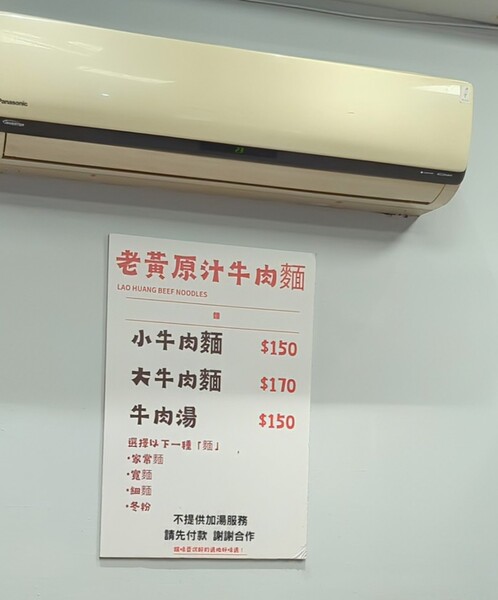 Panasonic
INVERTER
23
老黃原汁牛肉麵
LAO HUANG BEEF NOODLES
麵
小牛肉麵 $150
大牛肉麵 $170
牛肉湯 $150
選擇以下一種「麵」
·家常麵
·寬麵
·細麵
·冬粉
不提供加湯服務
請先付款 謝謝合作